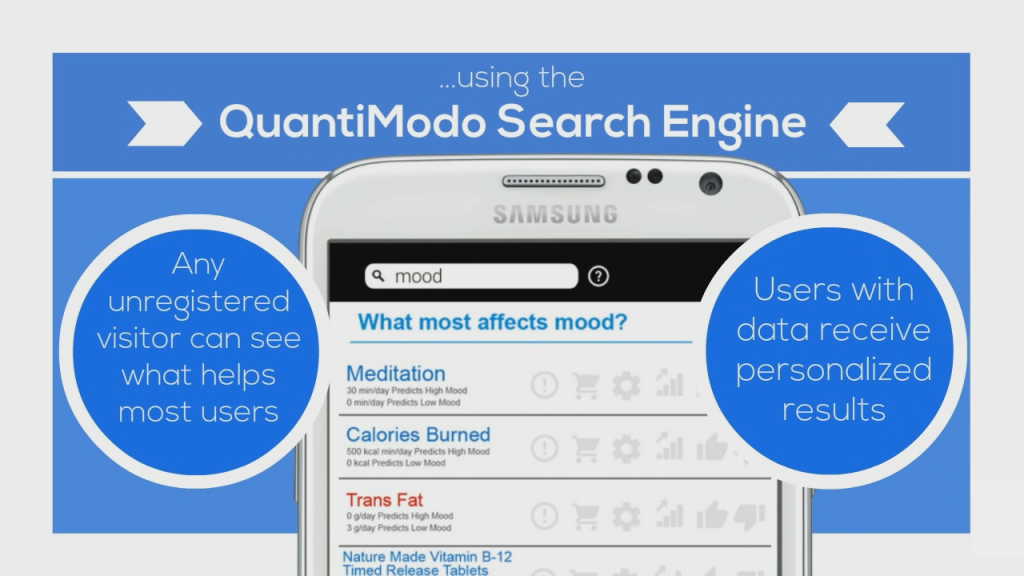 ...using the
QuantiModo Search Engine
SAMSUNG
Any
unregistered
visitor can see
what helps
most users
mood
?
What most affects mood?
Meditation
30 min/day Predicts High Mood
0 min/day Predicts Low Mood
Calories Burned
500 kcal min/day Predicts High Mood
0 kcal Predicts Low Mood
Trans Fat
0 g/day Predicts High Mood
3 g/day Predicts Low Mood
Nature Made Vitamin B-12
Timed Release Tablets
Users with
data receive
personalized
results